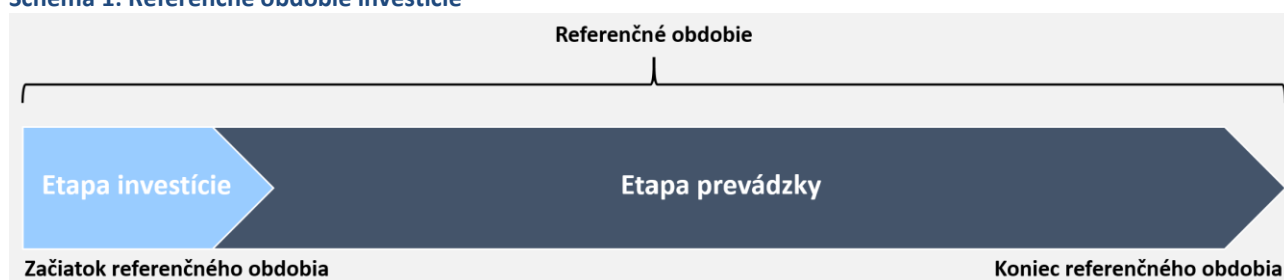 Schéma 1: Referenčné obdobie investície
Referenčné obdobie
Etapa investície
Etapa prevádzky
Začiatok referenčného obdobia
Koniec referenčného obdobia